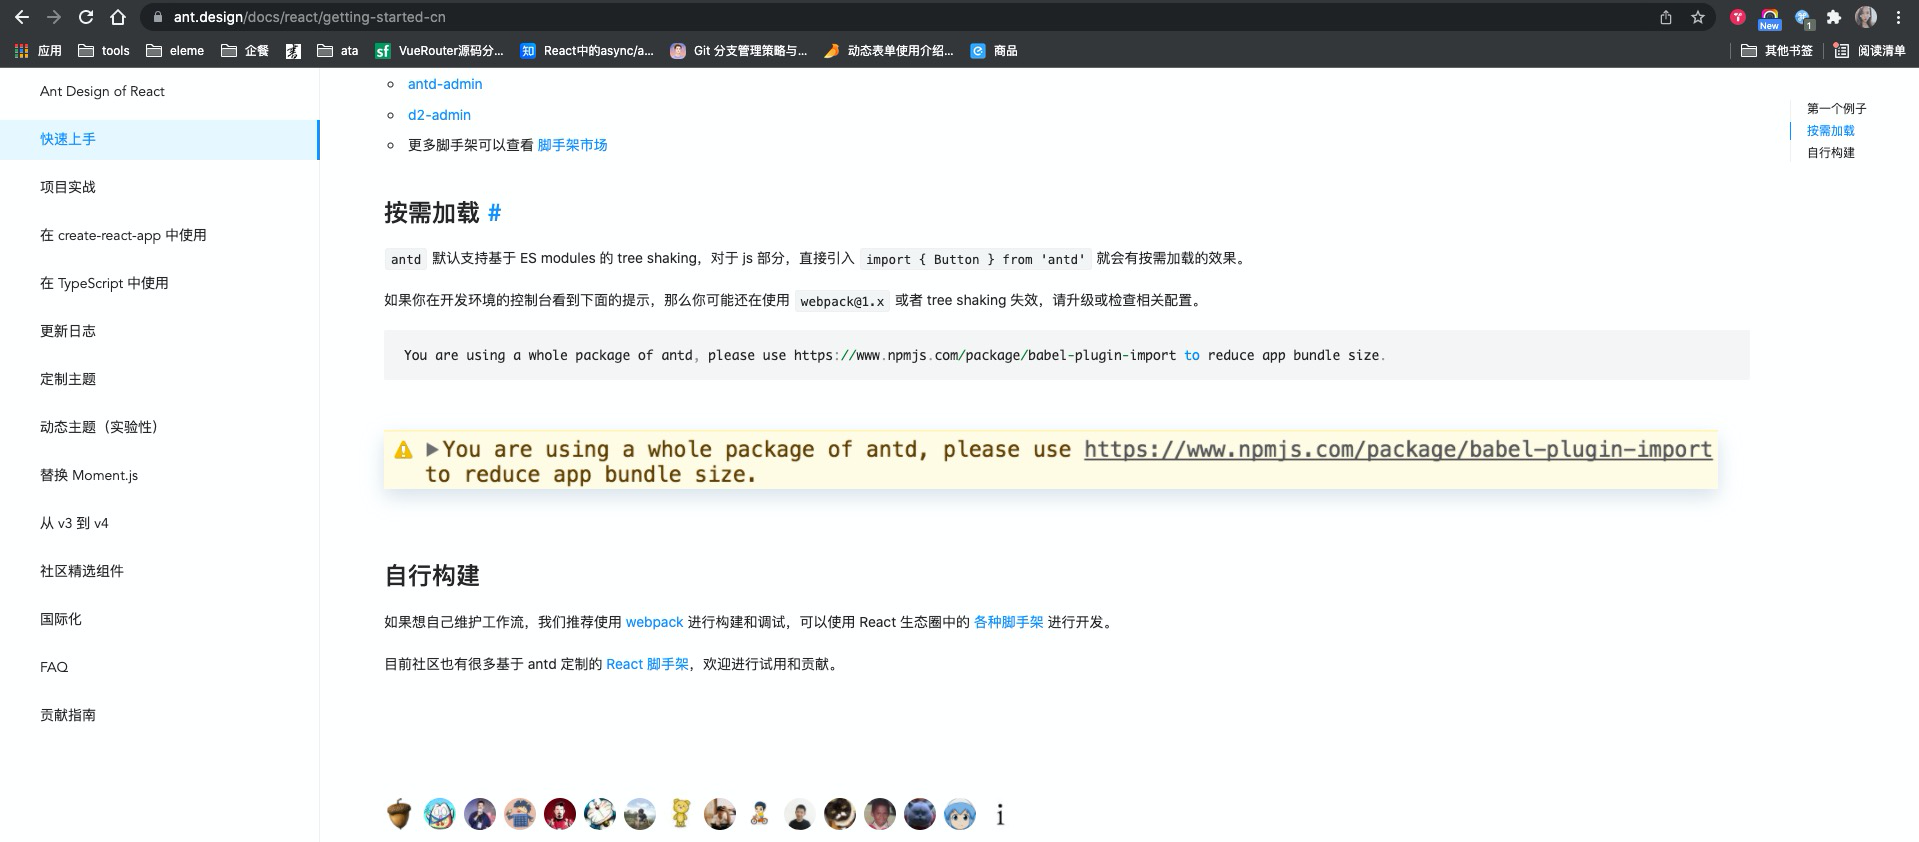 ant.design/docs/react/getting-started-cn
New
1
应用 tools eleme 企餐 ata VueRouter源码分... React中的async/a... Git 分支管理策略与... 动态表单使用介绍... 商品 其他书签 阅读清单
Ant Design of React
快速上手
项目实战
在 create-react-app 中使用
在 TypeScript 中使用
更新日志
定制主题
动态主题（实验性）
替换 Moment.js
从 v3 到 v4
社区精选组件
国际化
FAQ
贡献指南
antd-admin
d2-admin
更多脚手架可以查看 脚手架市场
按需加载 #
antd 默认支持基于 ES modules 的 tree shaking，对于 js 部分，直接引入 import { Button } from 'antd' 就会有按需加载的效果。
如果你在开发环境的控制台看到下面的提示，那么你可能还在使用 webpack@1.x 或者 tree shaking 失效，请升级或检查相关配置。
You are using a whole package of antd, please use https://www.npmjs.com/package/babel-plugin-import to reduce app bundle size.
You are using a whole package of antd, please use https://www.npmjs.com/package/babel-plugin-import
to reduce app bundle size.
自行构建
如果想自己维护工作流，我们推荐使用 webpack 进行构建和调试，可以使用 React 生态圈中的 各种脚手架 进行开发。
目前社区也有很多基于 antd 定制的 React 脚手架，欢迎进行试用和贡献。
第一个例子
按需加载
自行构建